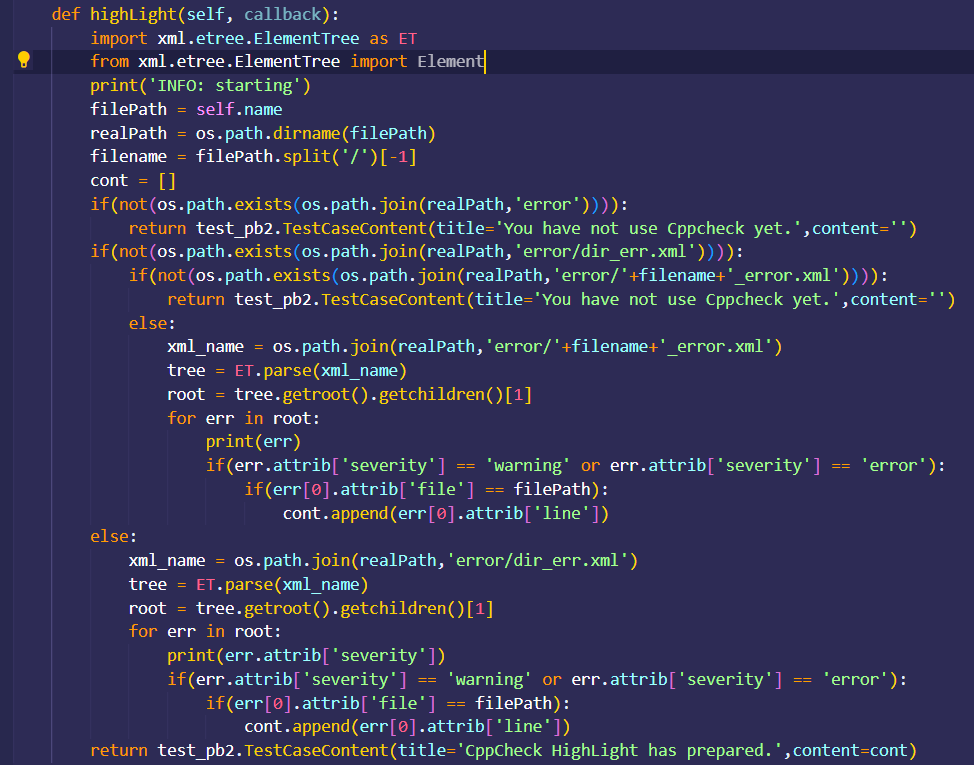 def highLight(self, callback):
import xml.etree.ElementTree as ET
from xml.etree.ElementTree import Element
print('INFO: starting')
filePath = self.name
realPath = os.path.dirname(filePath)
filename = filePath.split('/')[-1]
cont = []
if(not(os.path.exists(os.path.join(realPath,'error')))):
return test_pb2.TestCaseContent(title='You have not use Cppcheck yet.',content='')
if(not(os.path.exists(os.path.join(realPath,'error/dir_err.xml')))):
if(not(os.path.exists(os.path.join(realPath,'error/'+filename+'_error.xml')))):
return test_pb2.TestCaseContent(title='You have not use Cppcheck yet.',content='')
else:
xml_name = os.path.join(realPath,'error/'+filename+'_error.xml')
tree = ET.parse(xml_name)
root = tree.getroot().getchildren()[1]
for err in root:
print(err)
if(err.attrib['severity'] == 'warning' or err.attrib['severity'] == 'error'):
if(err[0].attrib['file'] == filePath):
cont.append(err[0].attrib['line'])
else:
xml_name = os.path.join(realPath,'error/dir_err.xml')
tree = ET.parse(xml_name)
root = tree.getroot().getchildren()[1]
for err in root:
print(err.attrib['severity'])
if(err.attrib['severity'] == 'warning' or err.attrib['severity'] == 'error'):
if(err[0].attrib['file'] == filePath):
cont.append(err[0].attrib['line'])
return test_pb2.TestCaseContent(title='CppCheck HighLight has prepared.',content=cont)